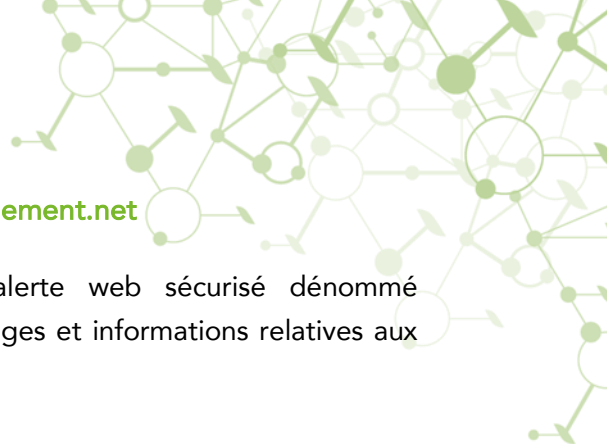 ement.net
alerte web sécurisé dénommé
ges et informations relatives aux